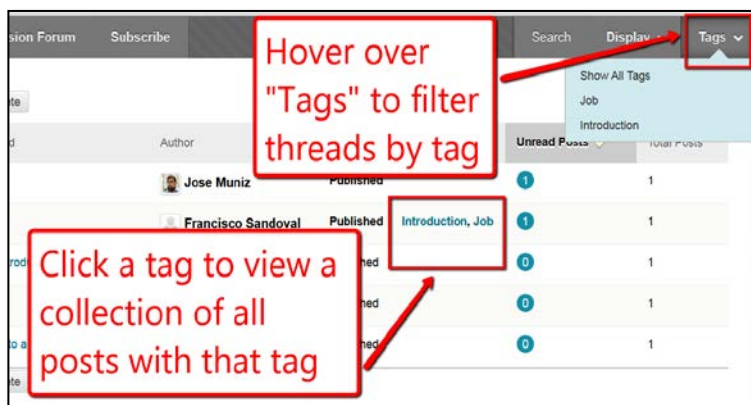 sion Forum Subscribe Search Display Tags
Hover over
"Tags" to filter
threads by tag
Show All Tags
Job
Introduction
Author Unread Posts Total Posts
Jose Muniz Published 1 1
Francisco Sandoval Published Introduction, Job 1 1
Click a tag to view a
collection of all
posts with that tag
0 1
0 1
0 1